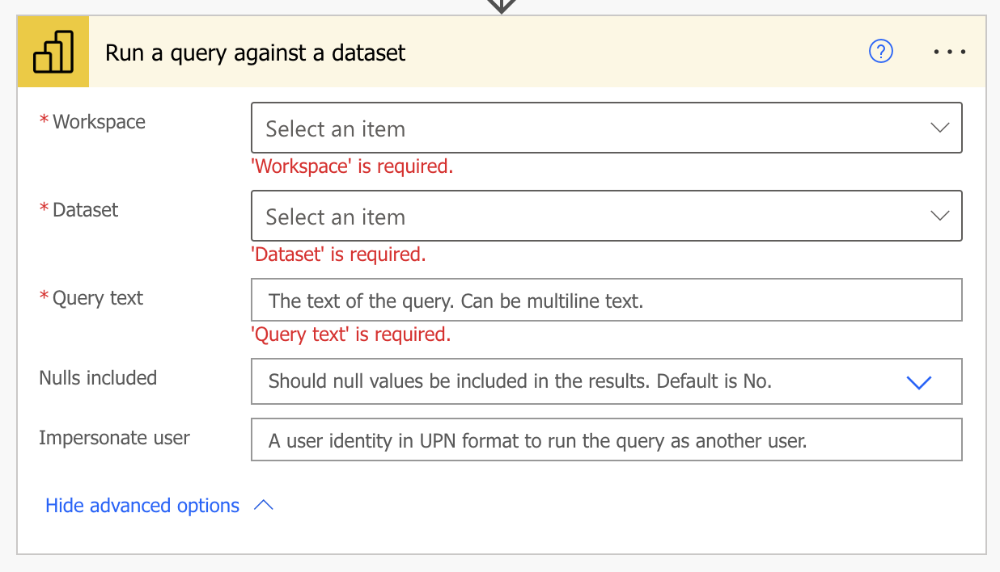 Run a query against a dataset
?
* Workspace
Select an item
'Workspace' is required.
* Dataset
Select an item
'Dataset' is required.
* Query text
The text of the query. Can be multiline text.
'Query text' is required.
Nulls included
Should null values be included in the results. Default is No.
Impersonate user
A user identity in UPN format to run the query as another user.
Hide advanced options